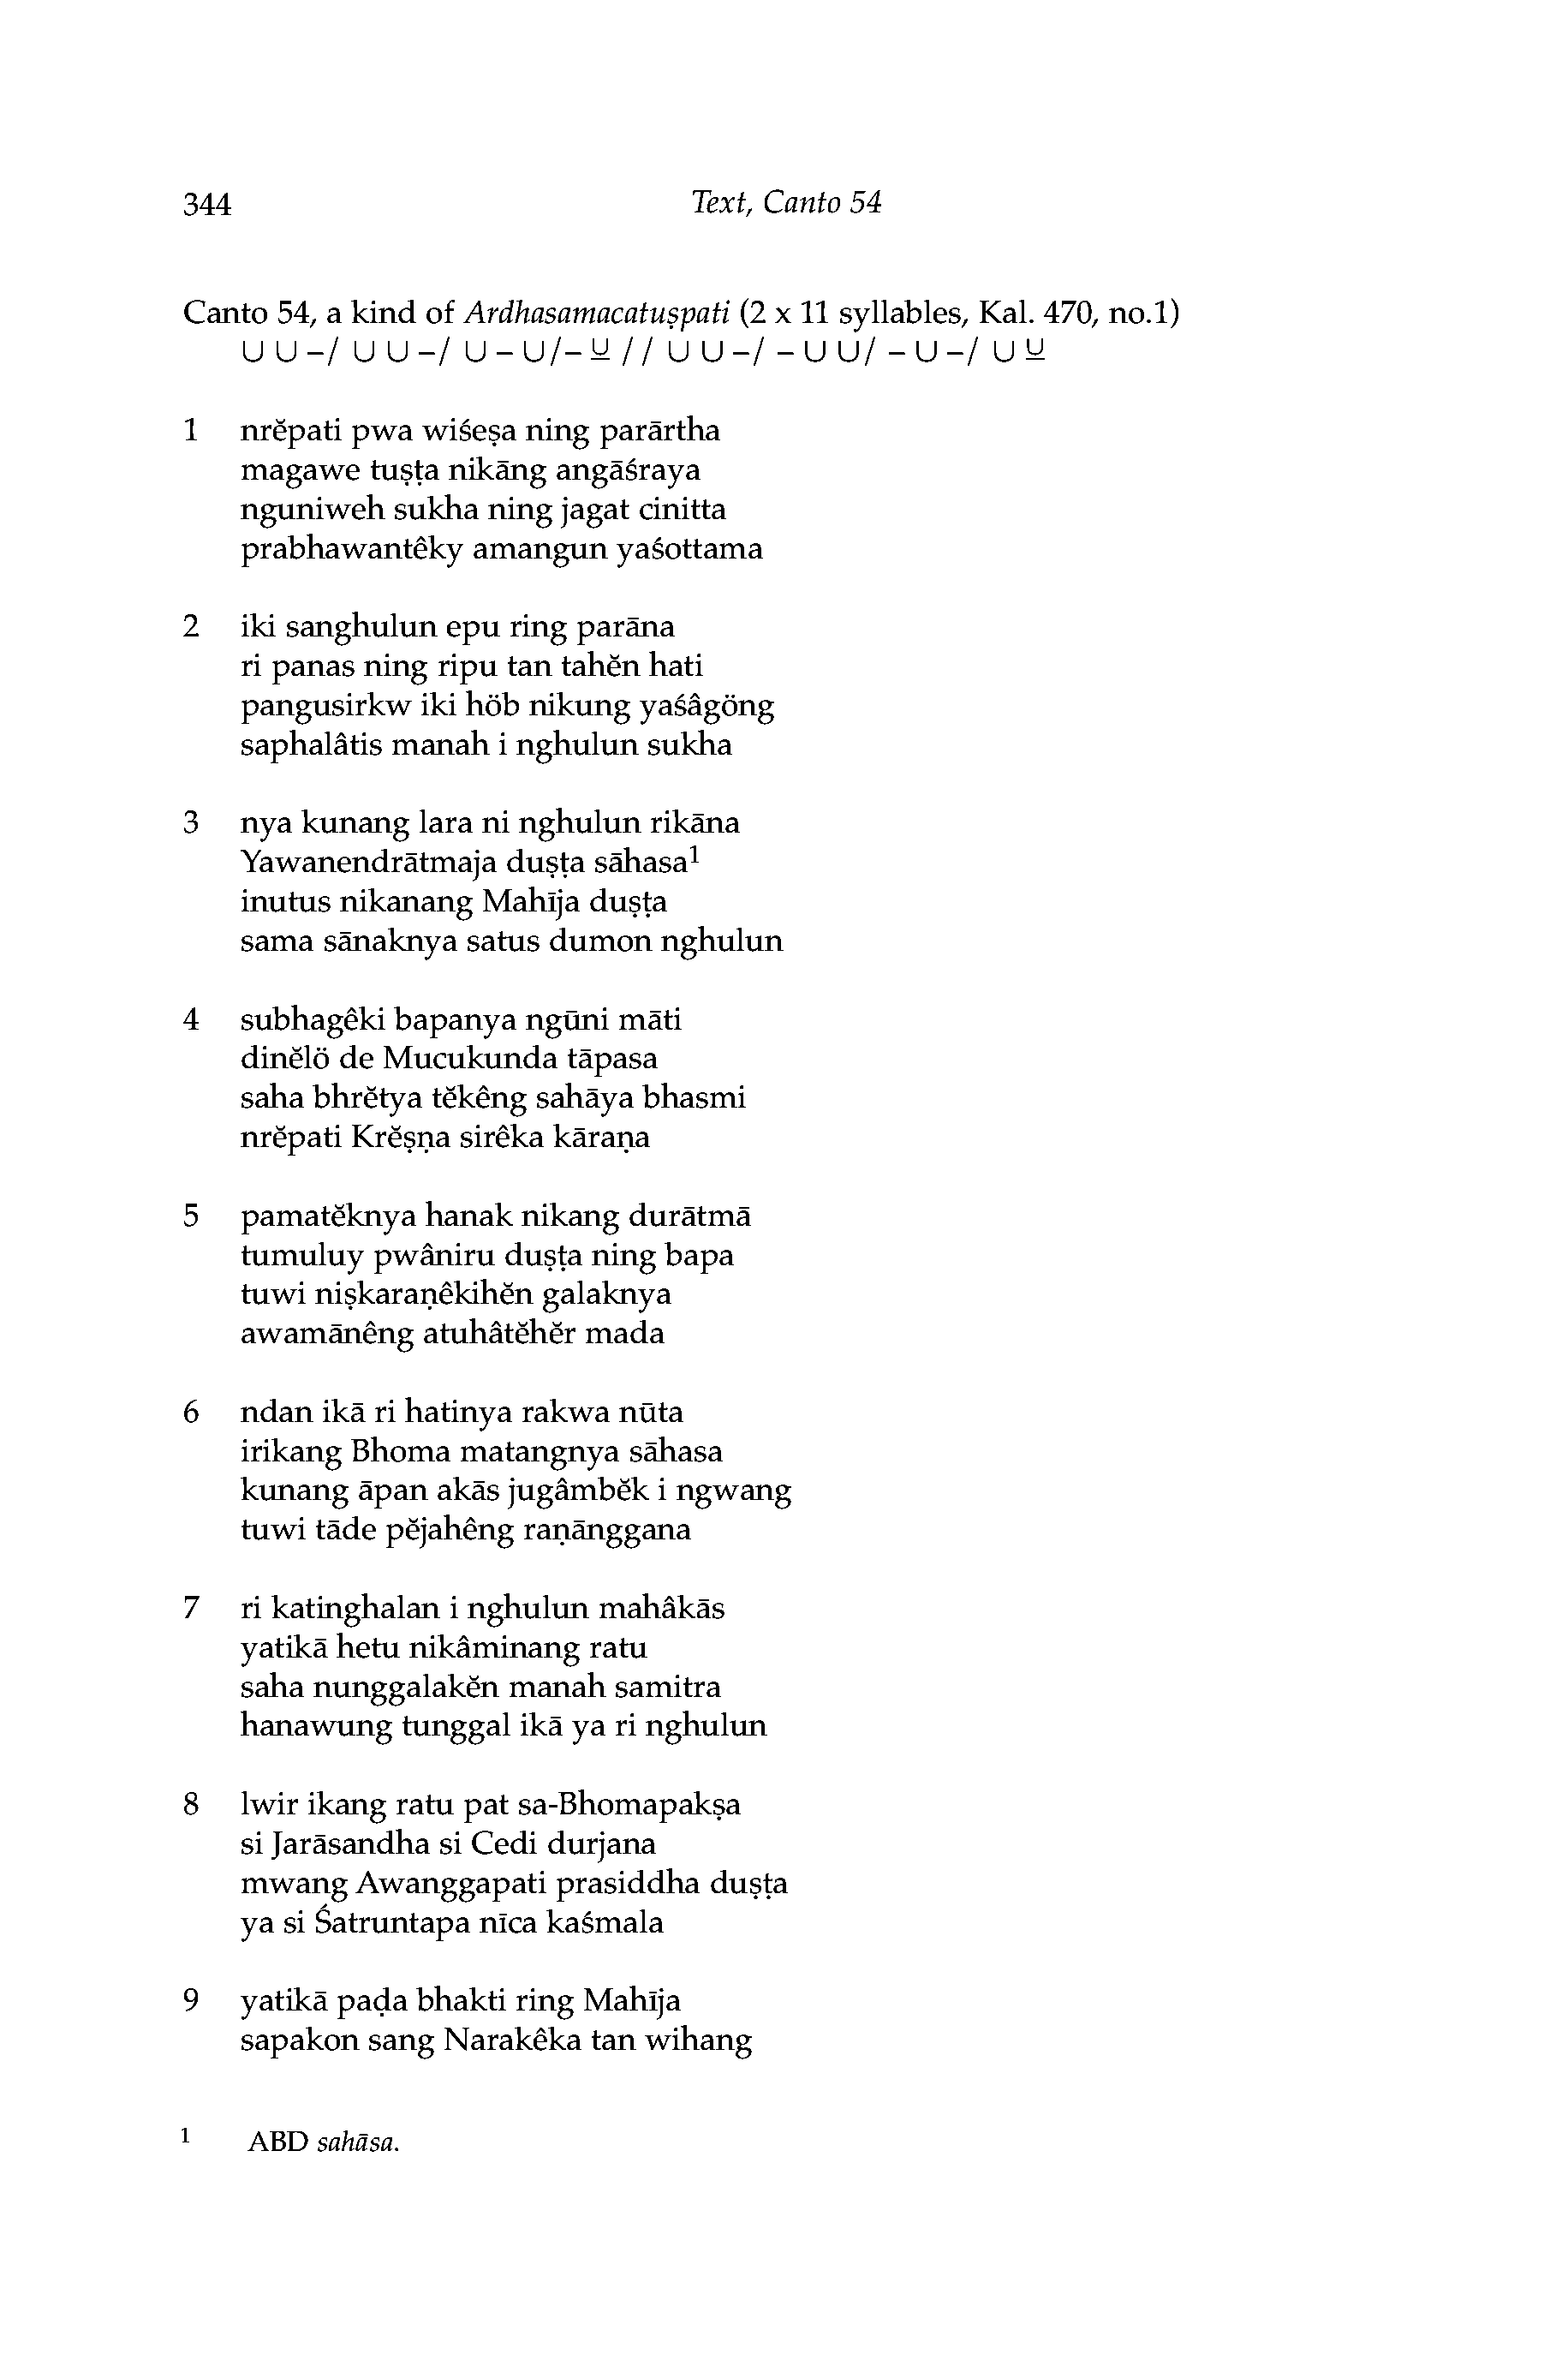 344 Text, Canto 54
Canto 54, a kind of Ardhasamacatuṣpati (2 x 11 syllables, Kal. 470, no.1)
∪ ∪ –/ ∪ ∪ –/ ∪ – ∪/– ⊻ // ∪ ∪ –/ – ∪ ∪/ – ∪ –/ ∪ ⊻
1 nrĕpati pwa wiśeṣa ning parārtha
magawe tuṣṭa nikāng angāśraya
nguniweh sukha ning jagat cinitta
prabhawantêky amangun yaśottama
2 iki sanghulun epu ring parāna
ri panas ning ripu tan tahĕn hati
pangusirkw iki höb nikung yaśâgöng
saphalâtis manah i nghulun sukha
3 nya kunang lara ni nghulun rikāna
Yawanendrātmaja duṣṭa sāhasa¹
inutus nikanang Mahīja duṣṭa
sama sānaknya satus dumon nghulun
4 subhagêki bapanya ngūni māti
dinĕlö de Mucukunda tāpasa
saha bhrĕtya tĕkêng sahāya bhasmi
nrĕpati Krĕṣṇa sirêka kāraṇa
5 pamatĕknya hanak nikang durātmā
tumuluy pwâniru duṣṭa ning bapa
tuwi niṣkaraṇêkihĕn galaknya
awamānêng atuhâtĕhĕr mada
6 ndan ikā ri hatinya rakwa nūta
irikang Bhoma matangnya sāhasa
kunang āpan akās jugâmbĕk i ngwang
tuwi tāde pĕjahêng raṇānggana
7 ri katinghalan i nghulun mahâkās
yatikā hetu nikâminang ratu
saha nunggalakĕn manah samitra
hanawung tunggal ikā ya ri nghulun
8 lwir ikang ratu pat sa-Bhomapakṣa
si Jarāsandha si Cedi durjana
mwang Awanggapati prasiddha duṣṭa
ya si Śatruntapa nīca kaśmala
9 yatikā paḍa bhakti ring Mahīja
sapakon sang Narakêka tan wihang
¹ ABD sahāsa.